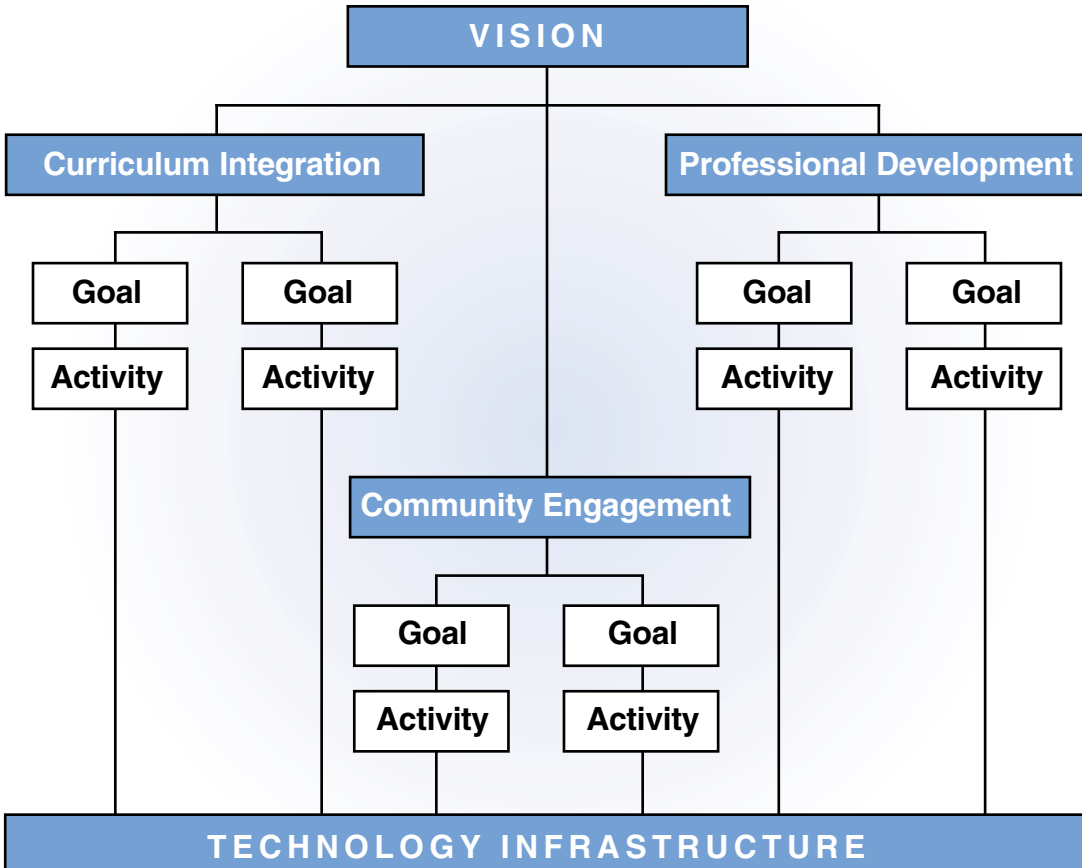 VISION
Curriculum Integration
Professional Development
Goal
Goal
Goal
Goal
Activity
Activity
Activity
Activity
Community Engagement
Goal
Goal
Activity
Activity
TECHNOLOGY INFRASTRUCTURE